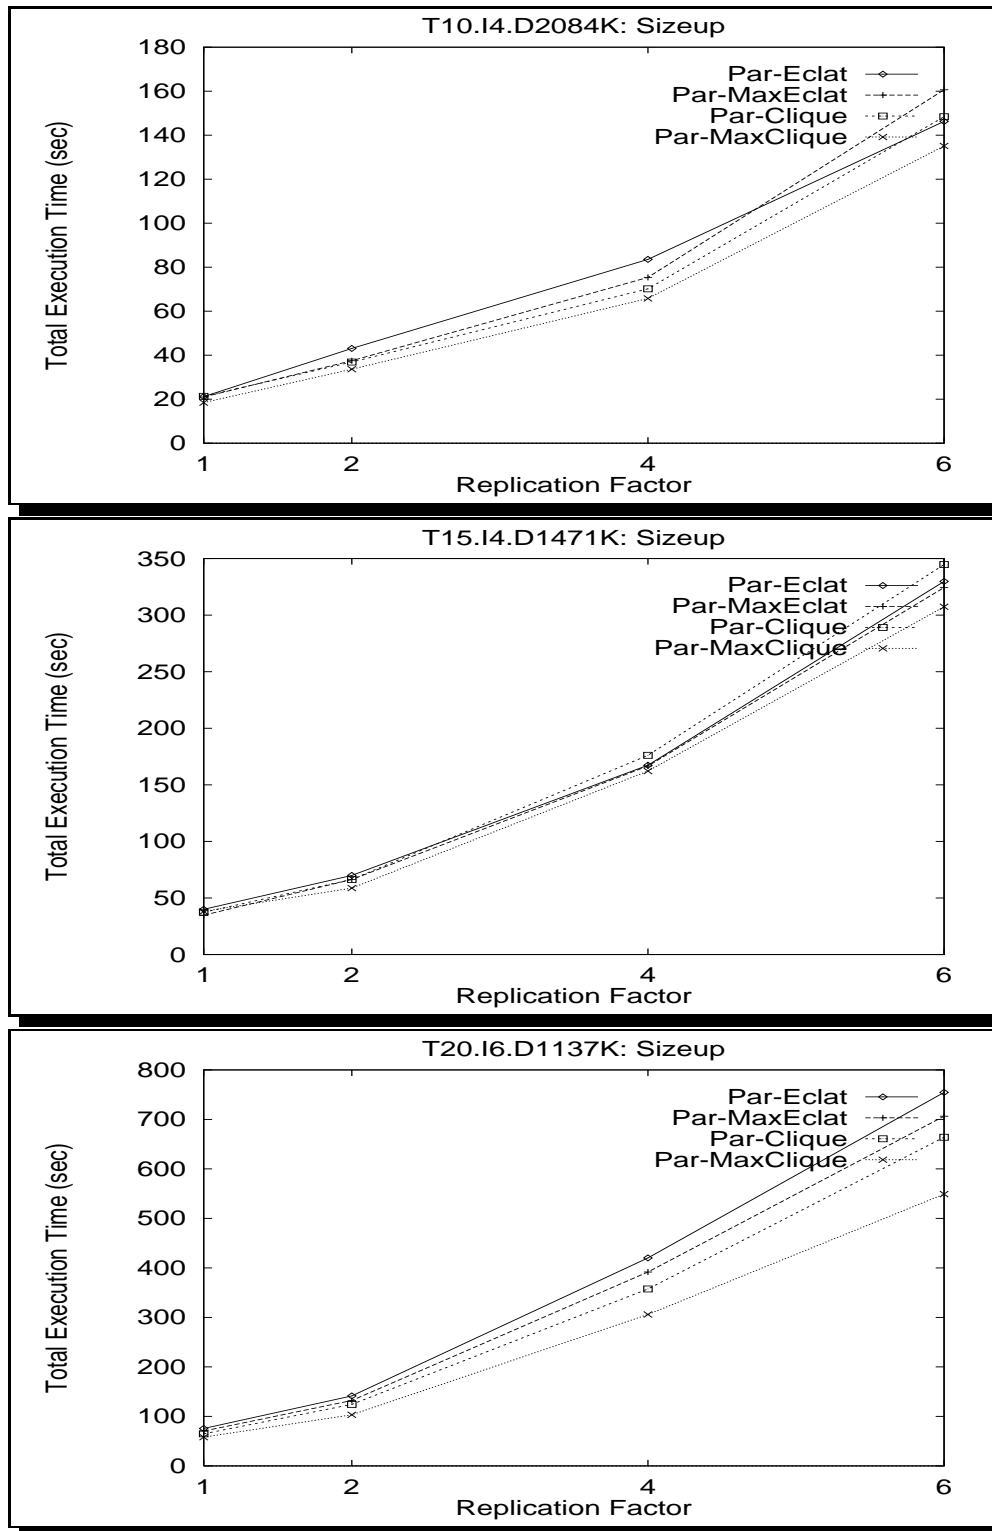 T10.I4.D2084K: Sizeup
180
160
140
120
100
80
60
40
20
0
Total Execution Time (sec)
Par-Eclat
Par-MaxEclat
Par-Clique
Par-MaxClique
1 2 4 6
Replication Factor
T15.I4.D1471K: Sizeup
350
300
250
200
150
100
50
0
Total Execution Time (sec)
Par-Eclat
Par-MaxEclat
Par-Clique
Par-MaxClique
1 2 4 6
Replication Factor
T20.I6.D1137K: Sizeup
800
700
600
500
400
300
200
100
0
Total Execution Time (sec)
Par-Eclat
Par-MaxEclat
Par-Clique
Par-MaxClique
1 2 4 6
Replication Factor